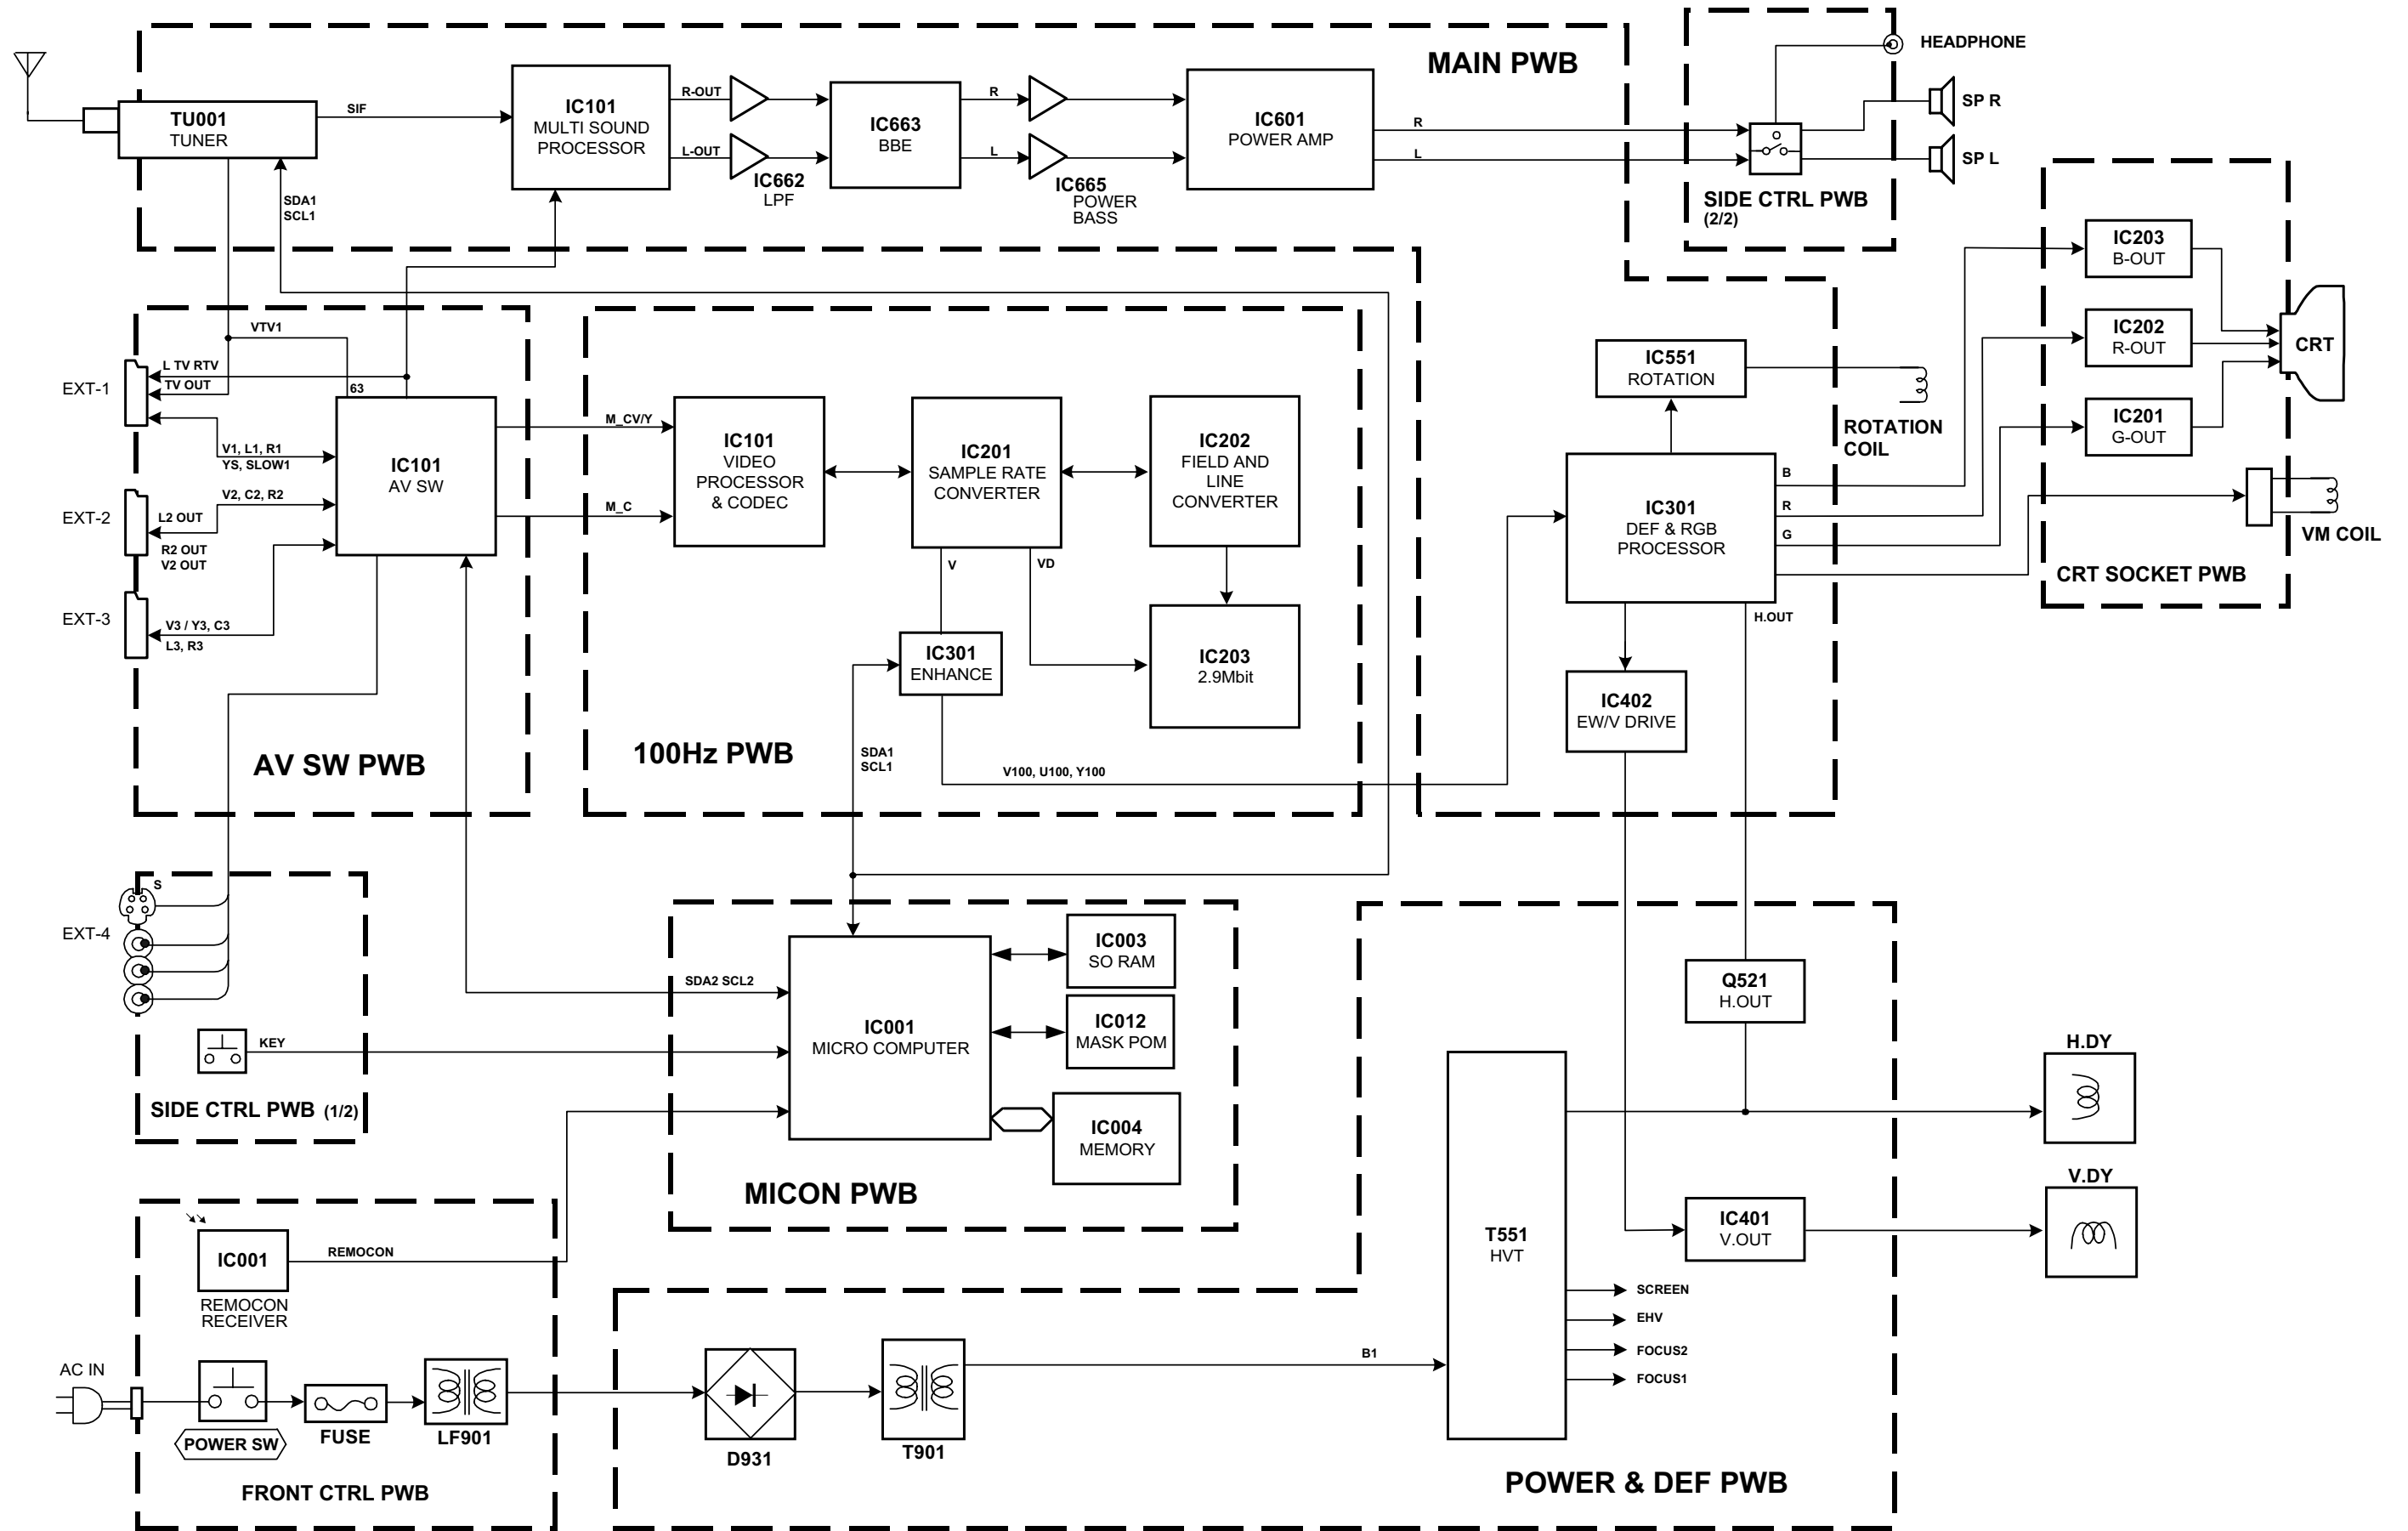 MAIN PWB
HEADPHONE
TU001
TUNER
SIF
IC101
MULTI SOUND
PROCESSOR
R-OUT
L-OUT
IC662
LPF
IC663
BBE
R
L
IC665
POWER
BASS
IC601
POWER AMP
R
L
SP R
SP L
SIDE CTRL PWB
(2/2)
SDA1
SCL1
IC203
B-OUT
IC202
R-OUT
IC201
G-OUT
CRT
VM COIL
CRT SOCKET PWB
VTV1
L TV RTV
TV OUT
63
EXT-1
V1, L1, R1
YS, SLOW1
IC101
AV SW
EXT-2
V2, C2, R2
L2 OUT
R2 OUT
V2 OUT
EXT-3
V3 / Y3, C3
L3, R3
AV SW PWB
M_CV/Y
M_C
IC101
VIDEO
PROCESSOR
& CODEC
IC201
SAMPLE RATE
CONVERTER
IC202
FIELD AND
LINE
CONVERTER
V
VD
IC301
ENHANCE
IC203
2.9Mbit
100Hz PWB
SDA1
SCL1
V100, U100, Y100
IC551
ROTATION
ROTATION
COIL
IC301
DEF & RGB
PROCESSOR
B
R
G
H.OUT
IC402
EW/V DRIVE
S
EXT-4
KEY
SIDE CTRL PWB (1/2)
SDA2 SCL2
IC001
MICRO COMPUTER
IC003
SO RAM
IC012
MASK POM
IC004
MEMORY
MICON PWB
Q521
H.OUT
H.DY
V.DY
IC401
V.OUT
T551
HVT
SCREEN
EHV
FOCUS2
FOCUS1
IC001
REMOCON
REMOCON
RECEIVER
AC IN
POWER SW
FUSE
LF901
FRONT CTRL PWB
D931
T901
B1
POWER & DEF PWB